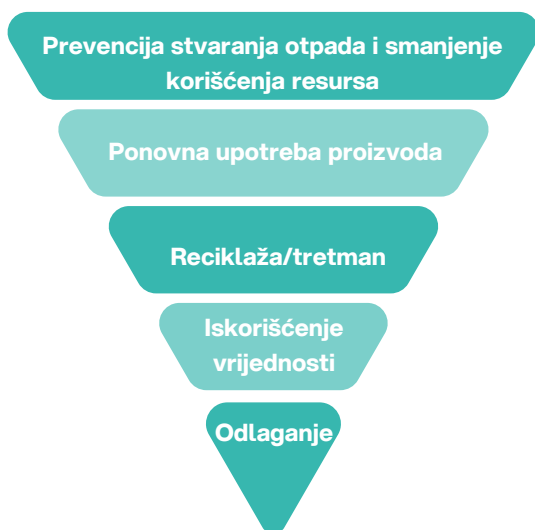 Prevencija stvaranja otpada i smanjenje
korišćenja resursa
Ponovna upotreba proizvoda
Reciklaža/tretman
Iskorišćenje
vrijednosti
Odlaganje